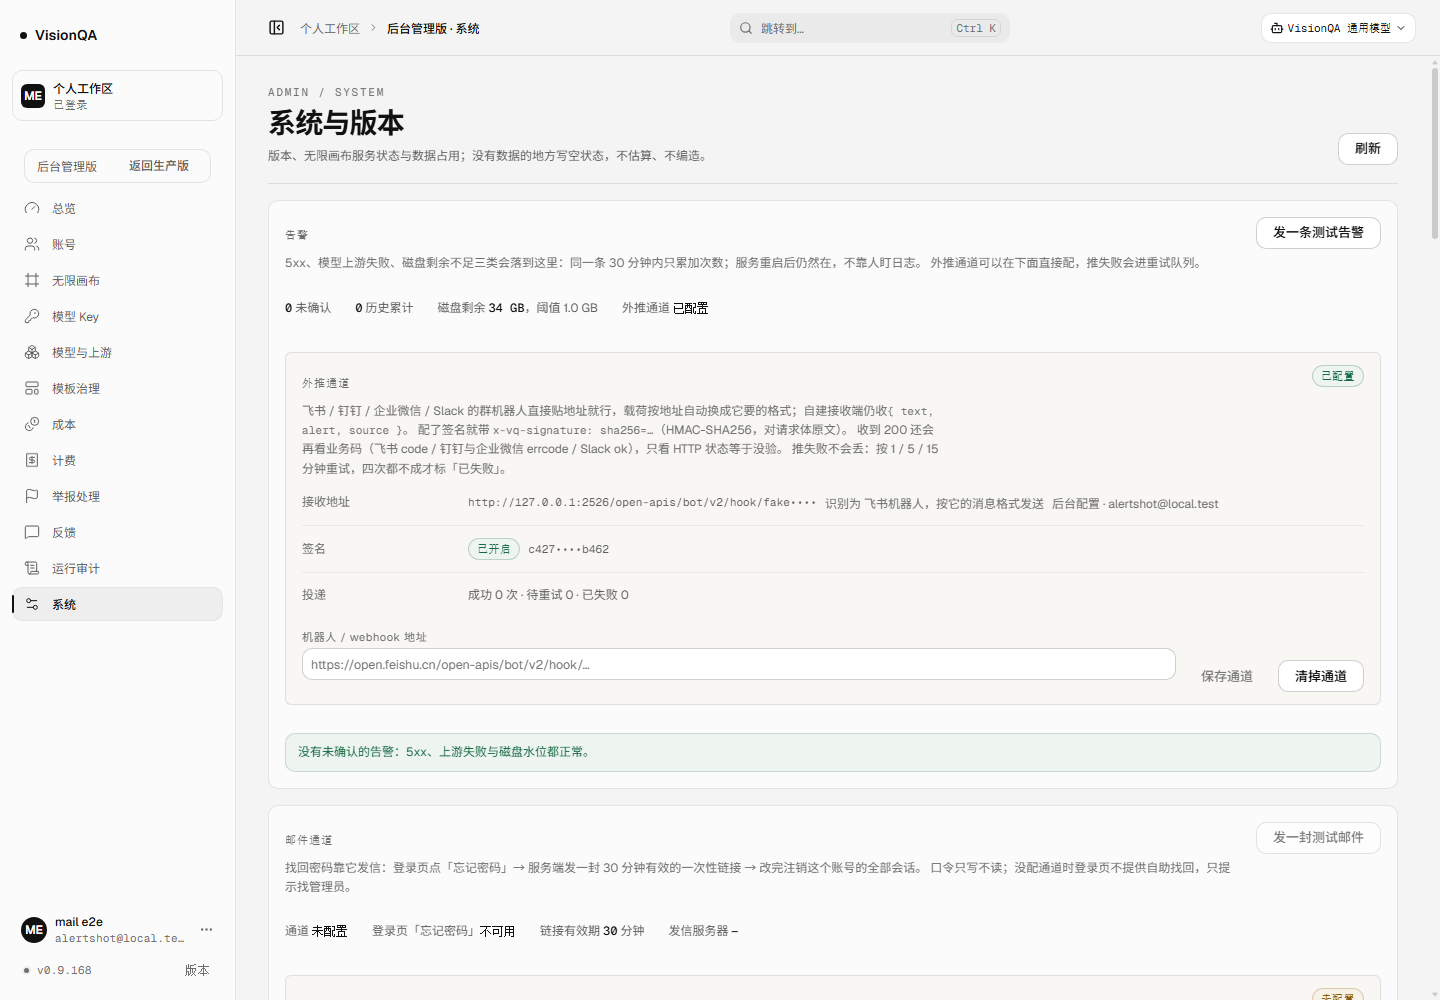 VisionQA
ME
个人工作区
已登录
后台管理版
返回生产版
总览
账号
无限画布
模型 Key
模型与上游
模板治理
成本
计费
举报处理
反馈
运行审计
系统
ME
mail e2e
alertshot@local.te…
v0.9.168
版本
个人工作区
后台管理版 · 系统
跳转到...
Ctrl K
VisionQA 通用模型
ADMIN / SYSTEM
系统与版本
版本、无限画布服务状态与数据占用；没有数据的地方写空状态，不估算、不编造。
刷新
告警
发一条测试告警
5xx、模型上游失败、磁盘剩余不足三类会落到这里：同一条 30 分钟内只累加次数；服务重启后仍然在，不靠人盯日志。 外推通道可以在下面直接配，推失败会进重试队列。
0 未确认
0 历史累计
磁盘剩余 34 GB，阈值 1.0 GB
外推通道 已配置
外推通道
已配置
飞书 / 钉钉 / 企业微信 / Slack 的群机器人直接贴地址就行，载荷按地址自动换成它要的格式；自建接收端仍收{ text,
alert, source }。 配了签名就带 x-vq-signature: sha256=…（HMAC-SHA256，对请求体原文）。 收到 200 还会
再看业务码（飞书 code / 钉钉与企业微信 errcode / Slack ok），只看 HTTP 状态等于没验。 推失败不会丢：按 1 / 5 / 15
分钟重试，四次都不成才标「已失败」。
接收地址
http://127.0.0.1:2526/open-apis/bot/v2/hook/fake•••• 识别为 飞书机器人，按它的消息格式发送 后台配置 · alertshot@local.test
签名
已开启
c427••••b462
投递
成功 0 次 · 待重试 0 · 已失败 0
机器人 / webhook 地址
https://open.feishu.cn/open-apis/bot/v2/hook/…
保存通道
清掉通道
没有未确认的告警：5xx、上游失败与磁盘水位都正常。
邮件通道
发一封测试邮件
找回密码靠它发信：登录页点「忘记密码」→ 服务端发一封 30 分钟有效的一次性链接 → 改完注销这个账号的全部会话。 口令只写不读；没配通道时登录页不提供自助找回，只提
示找管理员。
通道 未配置
登录页「忘记密码」不可用
链接有效期 30 分钟
发信服务器 —
未配置